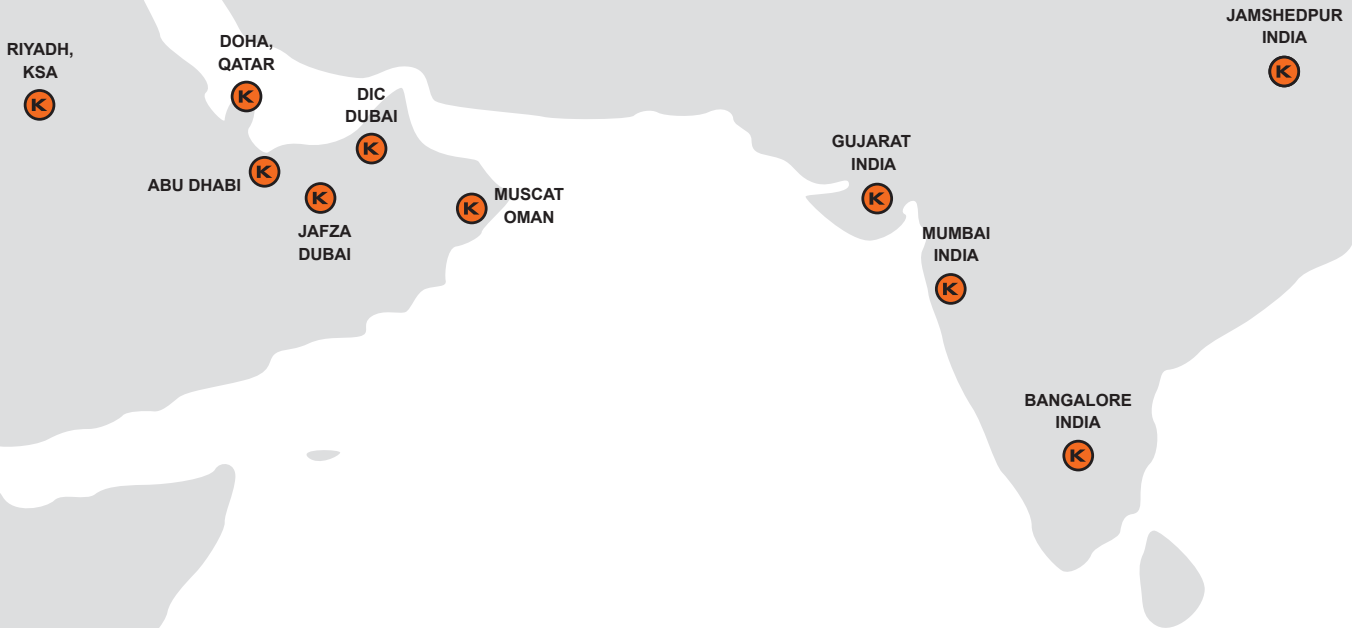 RIYADH,
KSA
K
DOHA,
QATAR
K
DIC
DUBAI
K
ABU DHABI
K
K
JAFZA
DUBAI
K
MUSCAT
OMAN
GUJARAT
INDIA
K
MUMBAI
INDIA
K
BANGALORE
INDIA
K
JAMSHEDPUR
INDIA
K